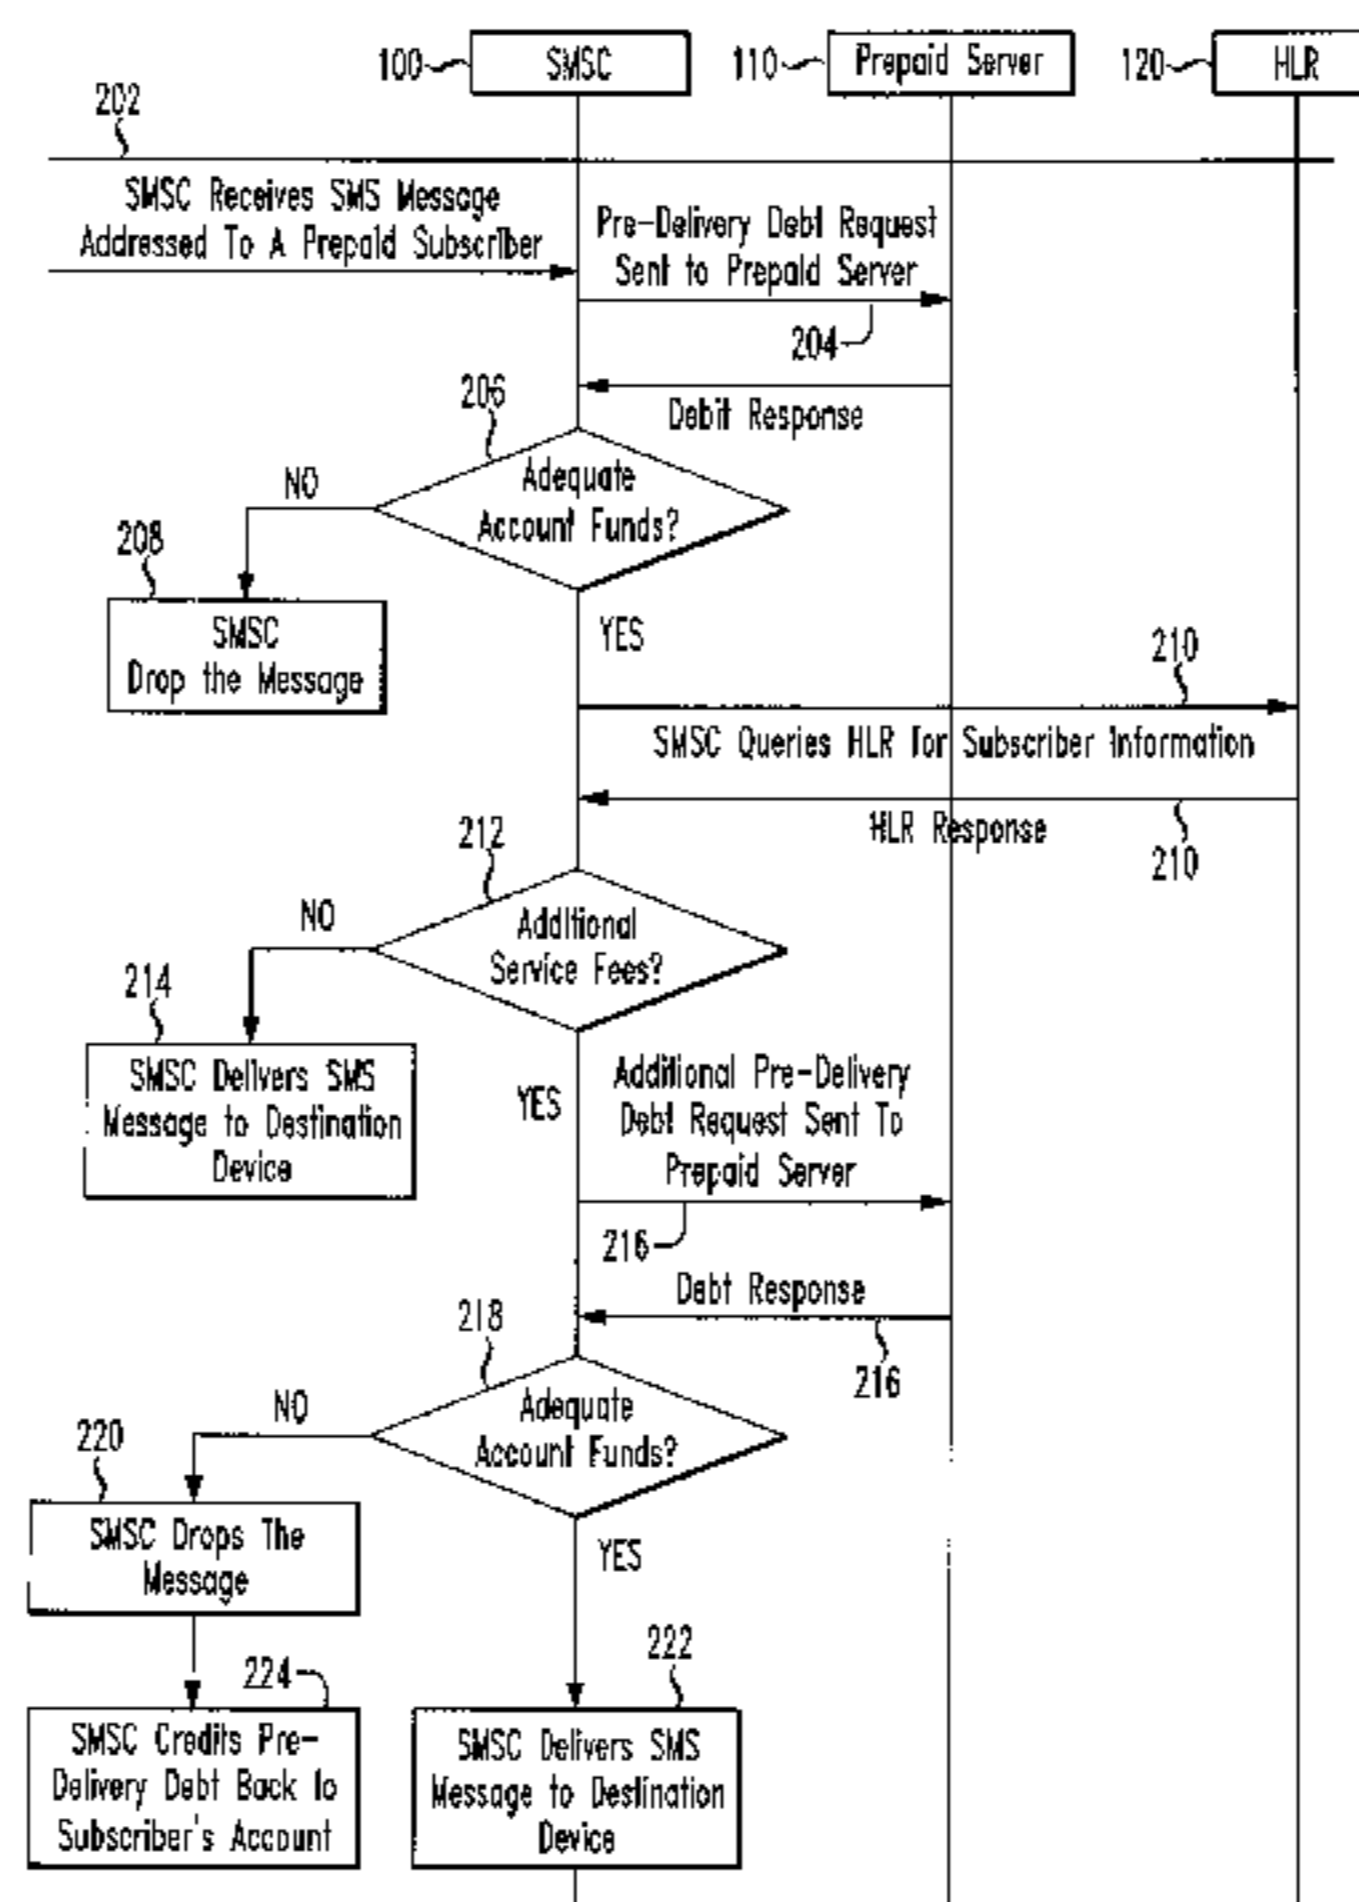 100
SMSC
110
Prepaid Server
120
HLR
202
SMSC Receives SMS Message
Addressed To A Prepaid Subscriber
Pre-Delivery Debt Request
Sent to Prepaid Server
204
206
Debit Response
Adequate
Account Funds?
NO
208
SMSC
Drop the Message
YES
210
SMSC Queries HLR for Subscriber Information
HLR Response
210
212
Additional
Service Fees?
NO
214
SMSC Delivers SMS
Message to Destination
Device
YES
Additional Pre-Delivery
Debt Request Sent To
Prepaid Server
216
Debt Response
216
218
Adequate
Account Funds?
NO
220
SMSC Drops The
Message
YES
224
SMSC Credits Pre-
Delivery Debt Back to
Subscriber's Account
222
SMSC Delivers SMS
Message to Destination
Device